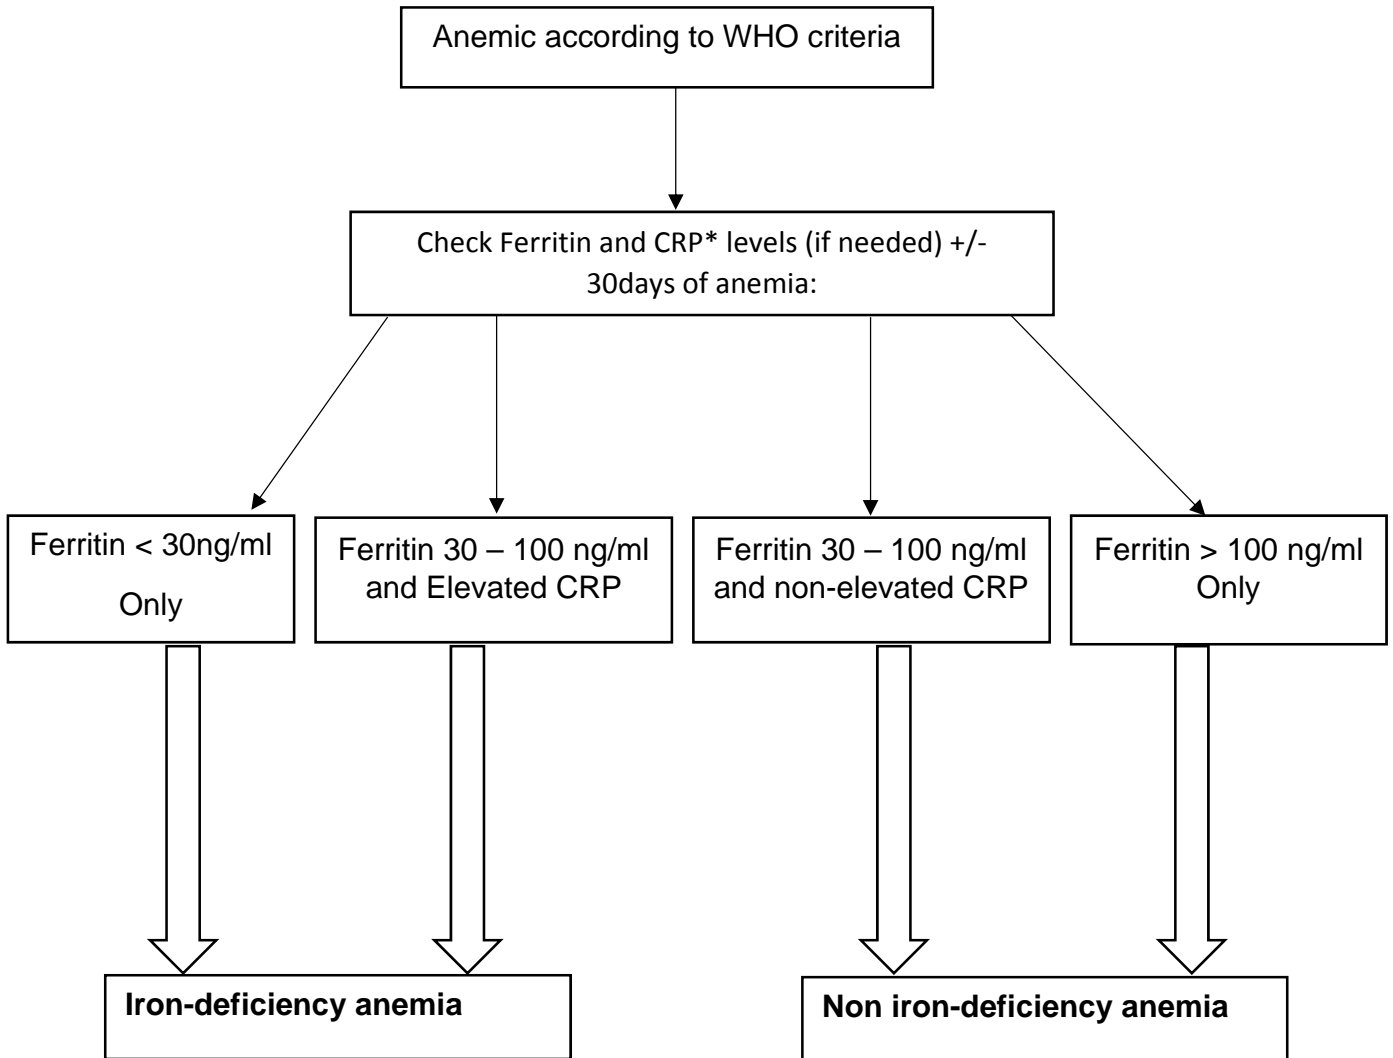 Anemic according to WHO criteria
Check Ferritin and CRP* levels (if needed) +/-
30days of anemia:
Ferritin < 30ng/ml
Only
Ferritin 30 – 100 ng/ml
and Elevated CRP
Ferritin 30 – 100 ng/ml
and non-elevated CRP
Ferritin > 100 ng/ml
Only
Iron-deficiency anemia
Non iron-deficiency anemia